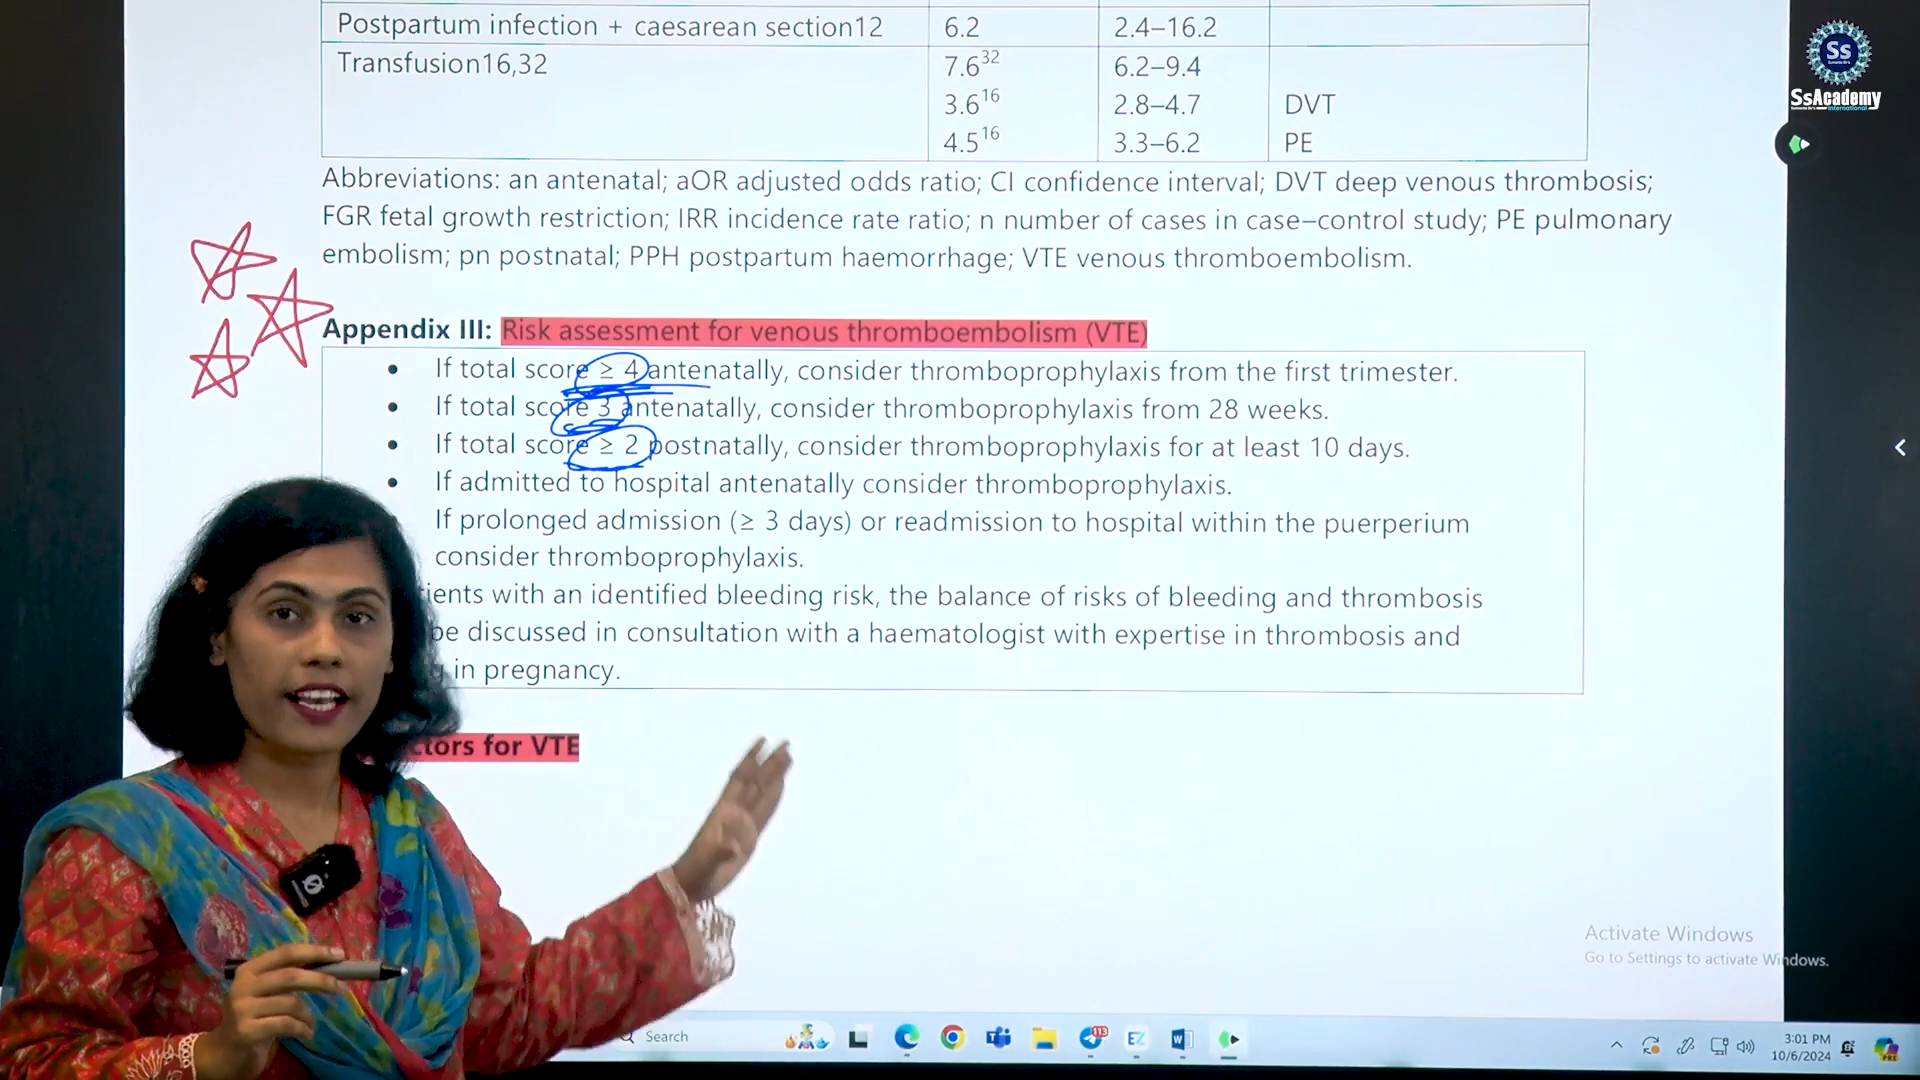 Postpartum infection + caesarean section12 6.2 2.4–16.2
Transfusion16,32 7.6³² 6.2–9.4
3.6¹⁶ 2.8–4.7 DVT
4.5¹⁶ 3.3–6.2 PE
Abbreviations: an antenatal; aOR adjusted odds ratio; CI confidence interval; DVT deep venous thrombosis;
FGR fetal growth restriction; IRR incidence rate ratio; n number of cases in case–control study; PE pulmonary
embolism; pn postnatal; PPH postpartum haemorrhage; VTE venous thromboembolism.
Appendix III: Risk assessment for venous thromboembolism (VTE)
• If total score ≥ 4 antenatally, consider thromboprophylaxis from the first trimester.
• If total score 3 antenatally, consider thromboprophylaxis from 28 weeks.
• If total score ≥ 2 postnatally, consider thromboprophylaxis for at least 10 days.
• If admitted to hospital antenatally consider thromboprophylaxis.
If prolonged admission (≥ 3 days) or readmission to hospital within the puerperium
consider thromboprophylaxis.
with an identified bleeding risk, the balance of risks of bleeding and thrombosis
be discussed in consultation with a haematologist with expertise in thrombosis and
in pregnancy.
for VTE
Ss
SsAcademy
International
Activate Windows
Go to Settings to activate Windows.
Search
113
EZ
3:01 PM
10/6/2024
PRE